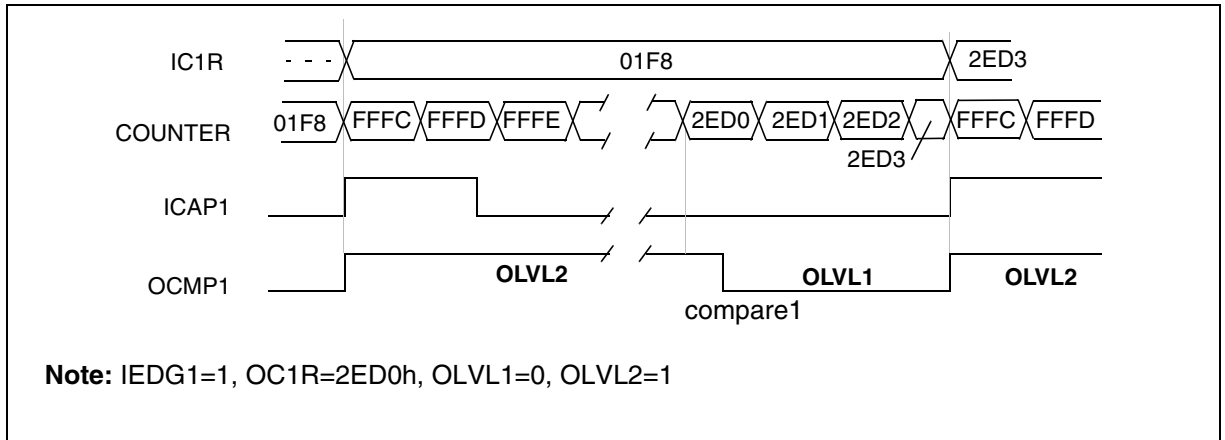 IC1R - - - 01F8 2ED3
COUNTER 01F8 FFFC FFFD FFFE 2ED0 2ED1 2ED2 FFFC FFFD
2ED3
ICAP1
OCMP1 OLVL2 OLVL1 OLVL2
compare1
Note: IEDG1=1, OC1R=2ED0h, OLVL1=0, OLVL2=1